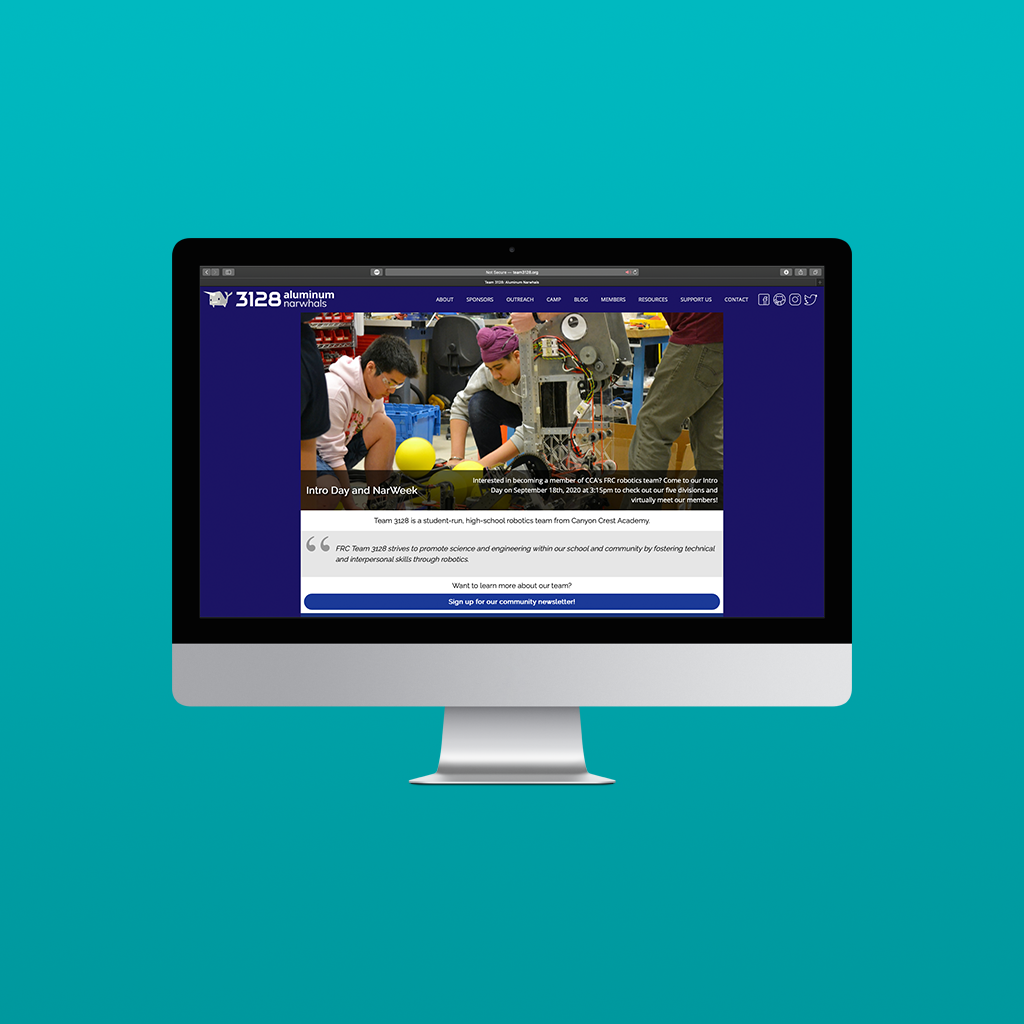 Not Secure — team3128.org
Team 3128: Aluminum Narwhals
3128 aluminum
narwhals
ABOUT SPONSORS OUTREACH CAMP BLOG MEMBERS RESOURCES SUPPORT US CONTACT
Intro Day and NarWeek
Interested in becoming a member of CCA's FRC robotics team? Come to our Intro
Day on September 18th, 2020 at 3:15pm to check out our five divisions and
virtually meet our members!
Team 3128 is a student-run, high-school robotics team from Canyon Crest Academy.
“ FRC Team 3128 strives to promote science and engineering within our school and community by fostering technical
and interpersonal skills through robotics.
Want to learn more about our team?
Sign up for our community newsletter!